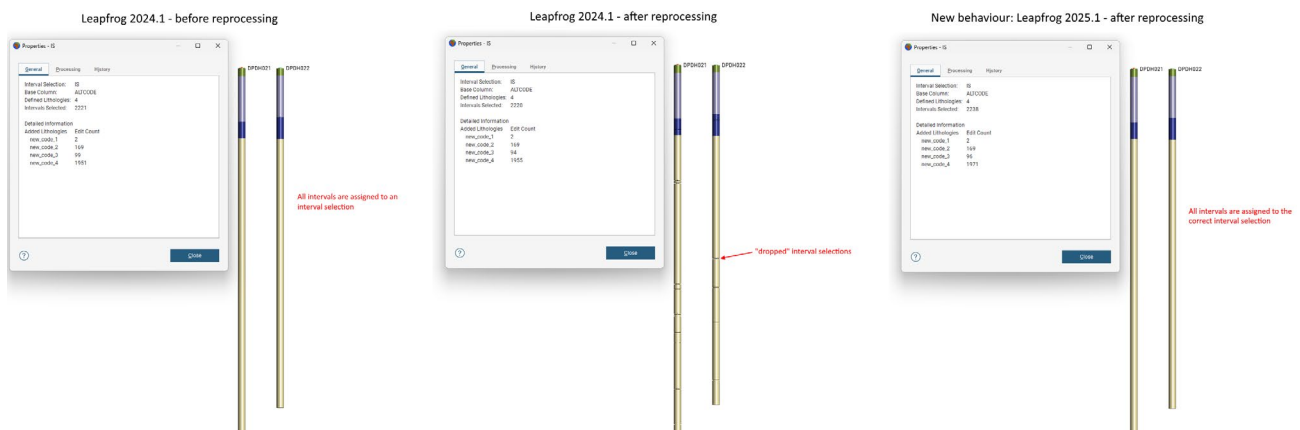 Leapfrog 2024.1 - before reprocessing
Properties - IS
General Processing History
Interval Selection: IS
Base Column: ALTCODE
Defined Lithologies: 4
Intervals Selected: 2221
Detailed Information
Added Lithologies Edit Count
new_code_1 2
new_code_2 169
new_code_3 99
new_code_4 1951
Close
DPDH021 DPDH022
All intervals are assigned to an
interval selection
Leapfrog 2024.1 - after reprocessing
Properties - IS
General Processing History
Interval Selection: IS
Base Column: ALTCODE
Defined Lithologies: 4
Intervals Selected: 2220
Detailed Information
Added Lithologies Edit Count
new_code_1 2
new_code_2 169
new_code_3 94
new_code_4 1955
Close
DPDH021 DPDH022
"dropped" interval selections
New behaviour: Leapfrog 2025.1 - after reprocessing
Properties - IS
General Processing History
Interval Selection: IS
Base Column: ALTCODE
Defined Lithologies: 4
Intervals Selected: 2238
Detailed Information
Added Lithologies Edit Count
new_code_1 2
new_code_2 169
new_code_3 96
new_code_4 1971
Close
DPDH021 DPDH022
All intervals are assigned to the
correct interval selection